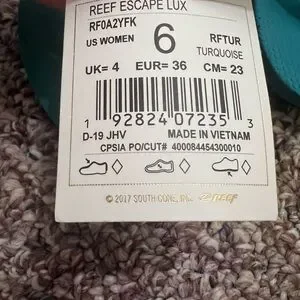 REEF ESCAPE LUX
RF0A2YFK
US WOMEN
6
RFTUR
TURQUOISE
UK= 4 EUR= 36 CM= 23
1 92824 07235 3
D-19 JHV MADE IN VIETNAM
CPSIA PO/CUT# 400084454300010
© 2017 SOUTH CONE, INC. REEF